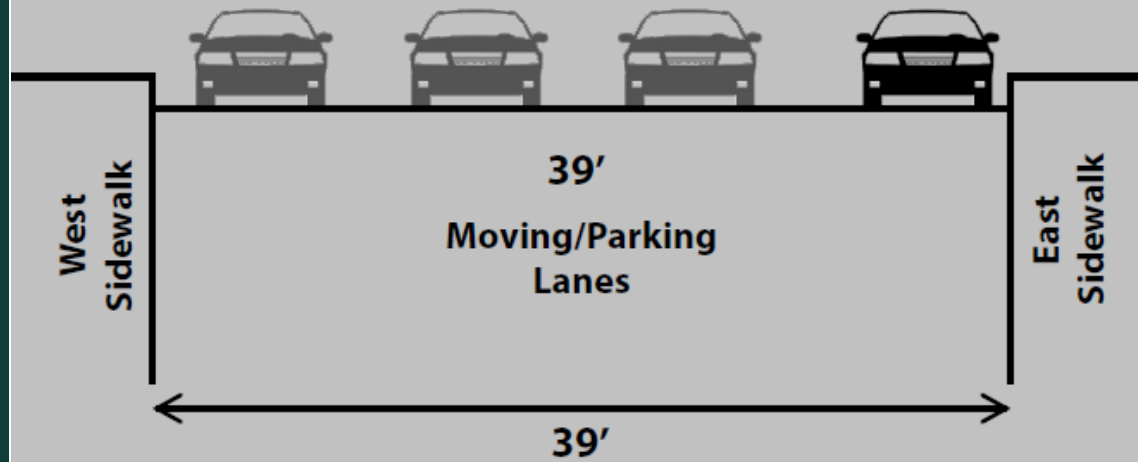 39’
Moving/Parking
Lanes
West
Sidewalk
East
Sidewalk
39’